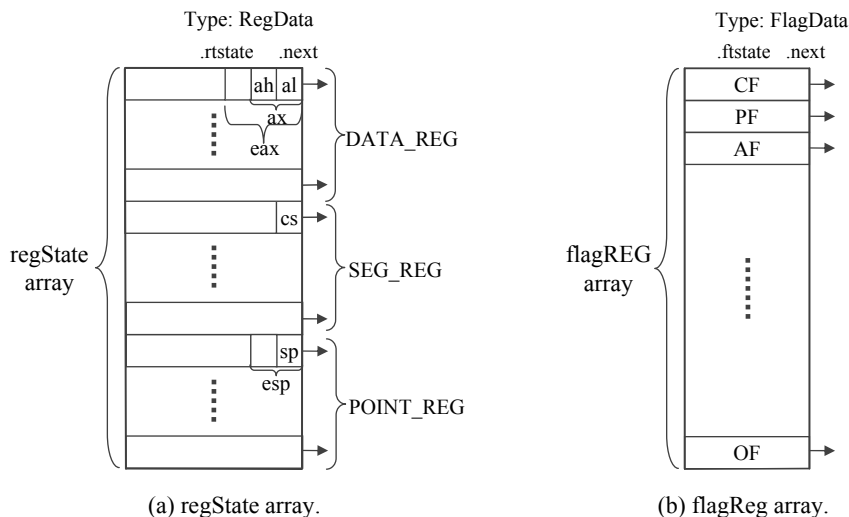 Type: RegData
.rtstate .next
ah al
ax
eax
DATA_REG
cs
regState
array
SEG_REG
sp
esp
POINT_REG
(a) regState array.
Type: FlagData
.ftstate .next
CF
PF
AF
flagREG
array
OF
(b) flagReg array.